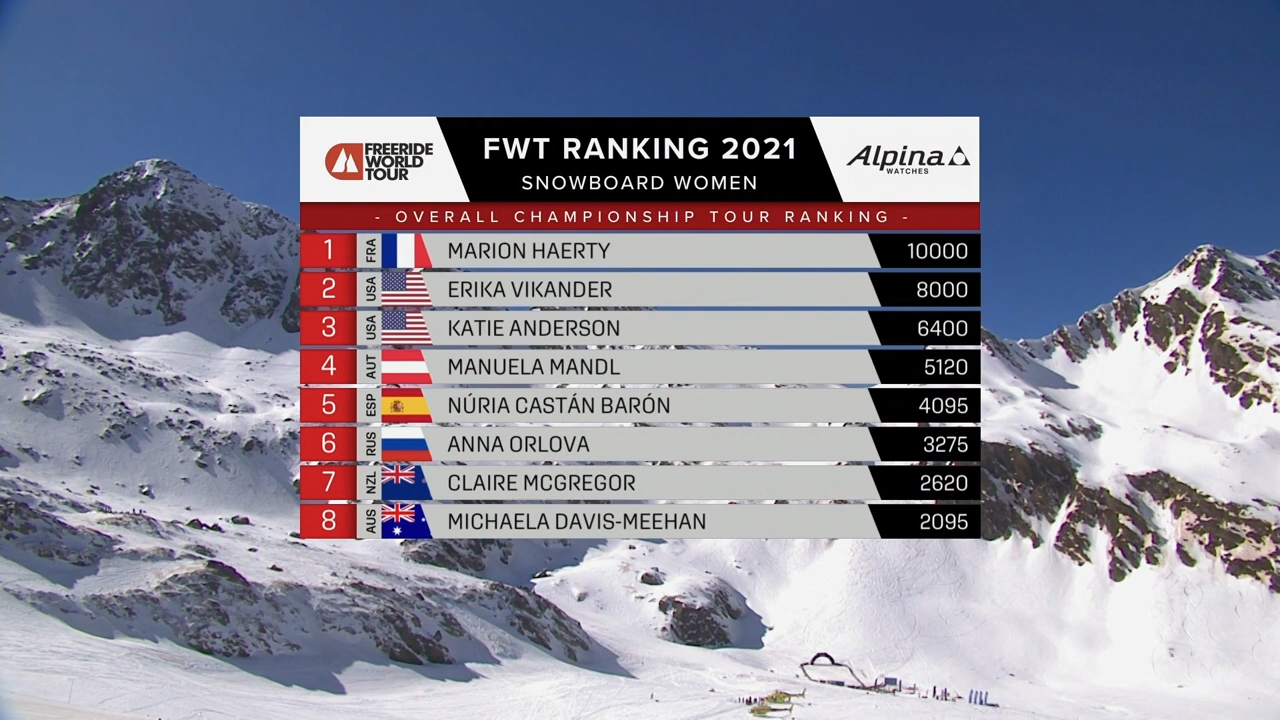 FREERIDE
WORLD
TOUR
FWT RANKING 2021
SNOWBOARD WOMEN
Alpina
WATCHES
- OVERALL CHAMPIONSHIP TOUR RANKING -
1 FRA MARION HAERTY 10000
2 USA ERIKA VIKANDER 8000
3 USA KATIE ANDERSON 6400
4 AUT MANUELA MANDL 5120
5 ESP NÚRIA CASTÁN BARÓN 4095
6 RUS ANNA ORLOVA 3275
7 NZL CLAIRE MCGREGOR 2620
8 AUS MICHAELA DAVIS-MEEHAN 2095